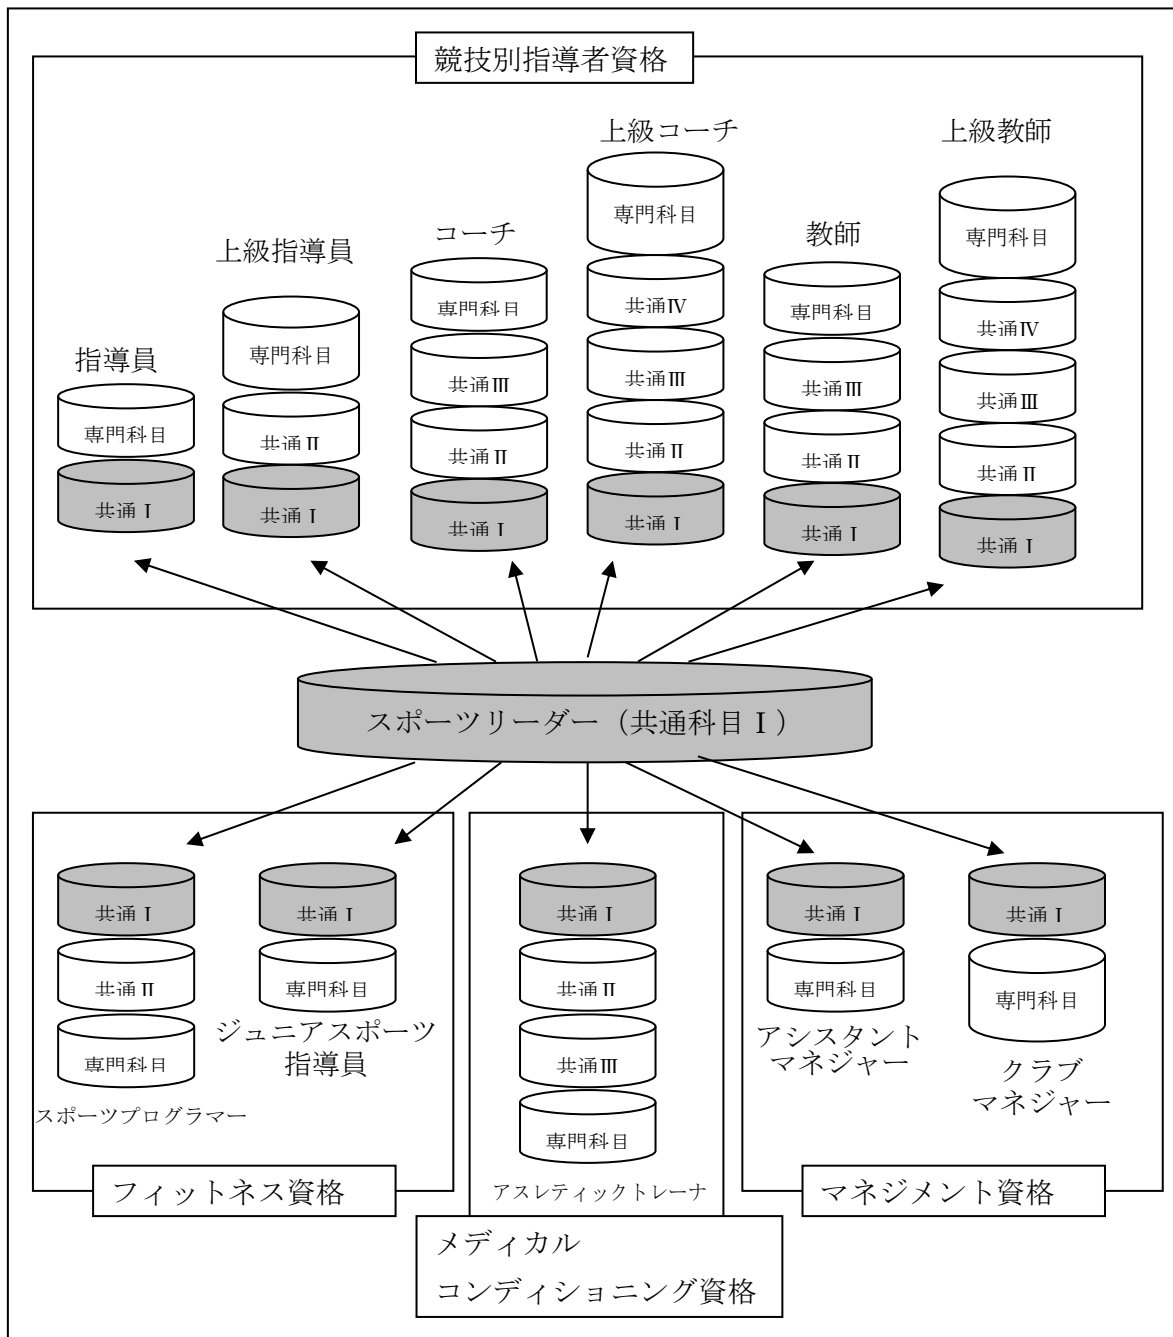 競技別指導者資格
指導員
専門科目
共通Ⅰ
上級指導員
専門科目
共通Ⅱ
共通Ⅰ
コーチ
専門科目
共通Ⅲ
共通Ⅱ
共通Ⅰ
上級コーチ
専門科目
共通Ⅳ
共通Ⅲ
共通Ⅱ
共通Ⅰ
教師
専門科目
共通Ⅲ
共通Ⅱ
共通Ⅰ
上級教師
専門科目
共通Ⅳ
共通Ⅲ
共通Ⅱ
共通Ⅰ
スポーツリーダー（共通科目Ⅰ）
共通Ⅰ
共通Ⅱ
専門科目
スポーツプログラマー
共通Ⅰ
専門科目
ジュニアスポーツ
指導員
フィットネス資格
共通Ⅰ
共通Ⅱ
共通Ⅲ
専門科目
アスレティックトレーナ
メディカル
コンディショニング資格
共通Ⅰ
専門科目
アシスタント
マネジャー
共通Ⅰ
専門科目
クラブ
マネジャー
マネジメント資格